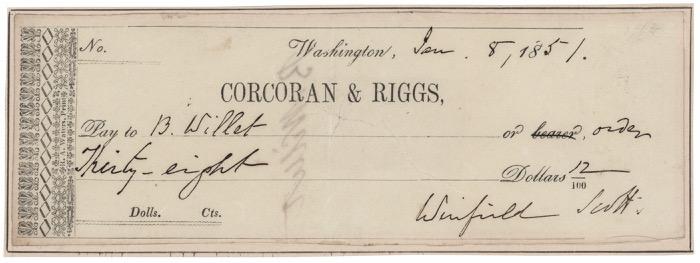 No. Washington, Jan. 8, 1851.
CORCORAN & RIGGS,
Pay to B. Willet or bearer, order
Thirty-eight Dollars 12/100
Dolls. Cts.
Winfield Scott.